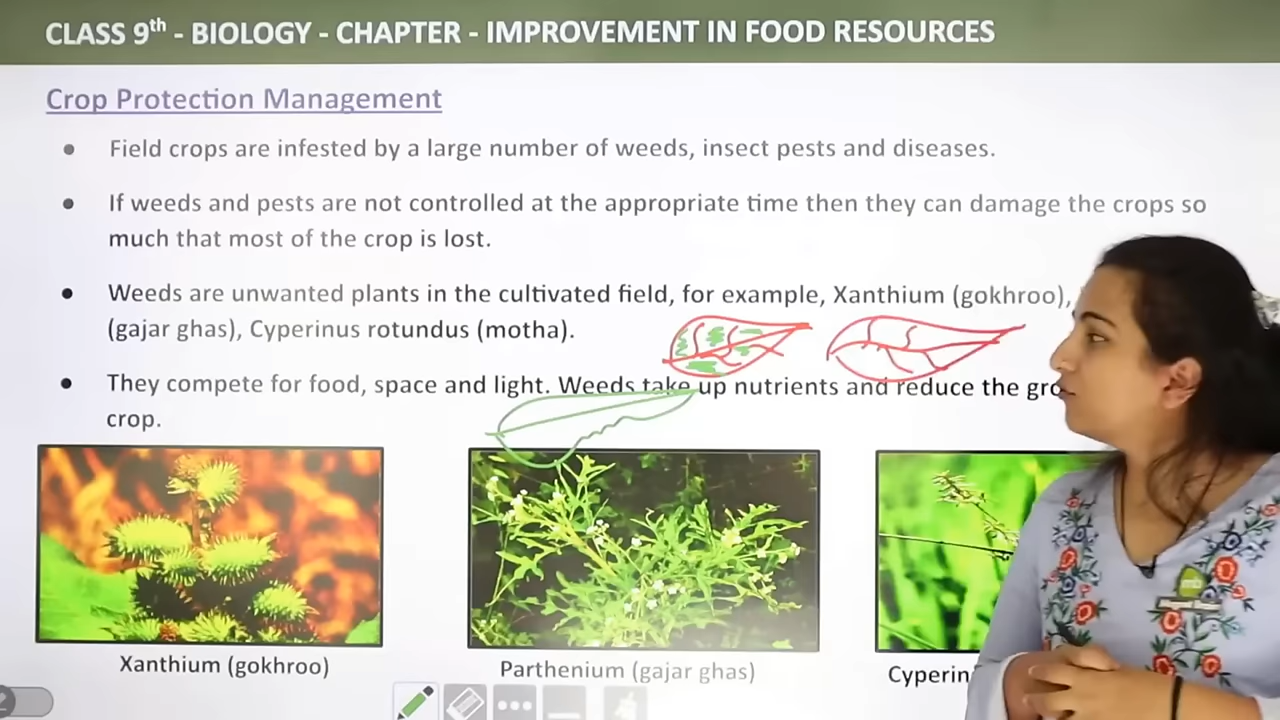 CLASS 9th - BIOLOGY - CHAPTER - IMPROVEMENT IN FOOD RESOURCES
Crop Protection Management
• Field crops are infested by a large number of weeds, insect pests and diseases.
• If weeds and pests are not controlled at the appropriate time then they can damage the crops so
much that most of the crop is lost.
• Weeds are unwanted plants in the cultivated field, for example, Xanthium (gokhroo),
(gajar ghas), Cyperinus rotundus (motha).
• They compete for food, space and light. Weeds take up nutrients and reduce the gro
crop.
Xanthium (gokhroo)
Parthenium (gajar ghas)
Cyperin